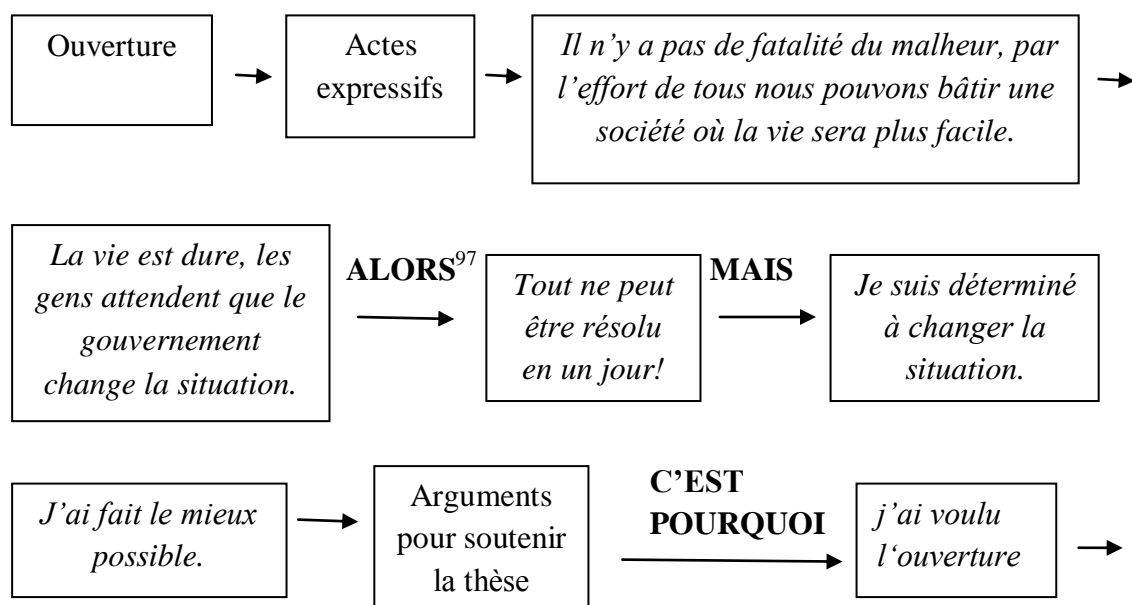 Ouverture
Actes
expressifs
Il n’y a pas de fatalité du malheur, par
l’effort de tous nous pouvons bâtir une
société où la vie sera plus facile.
La vie est dure, les
gens attendent que le
gouvernement
change la situation.
ALORS97
Tout ne peut
être résolu
en un jour!
MAIS
Je suis déterminé
à changer la
situation.
J’ai fait le mieux
possible.
Arguments
pour soutenir
la thèse
C’EST
POURQUOI
j’ai voulu
l‘ouverture